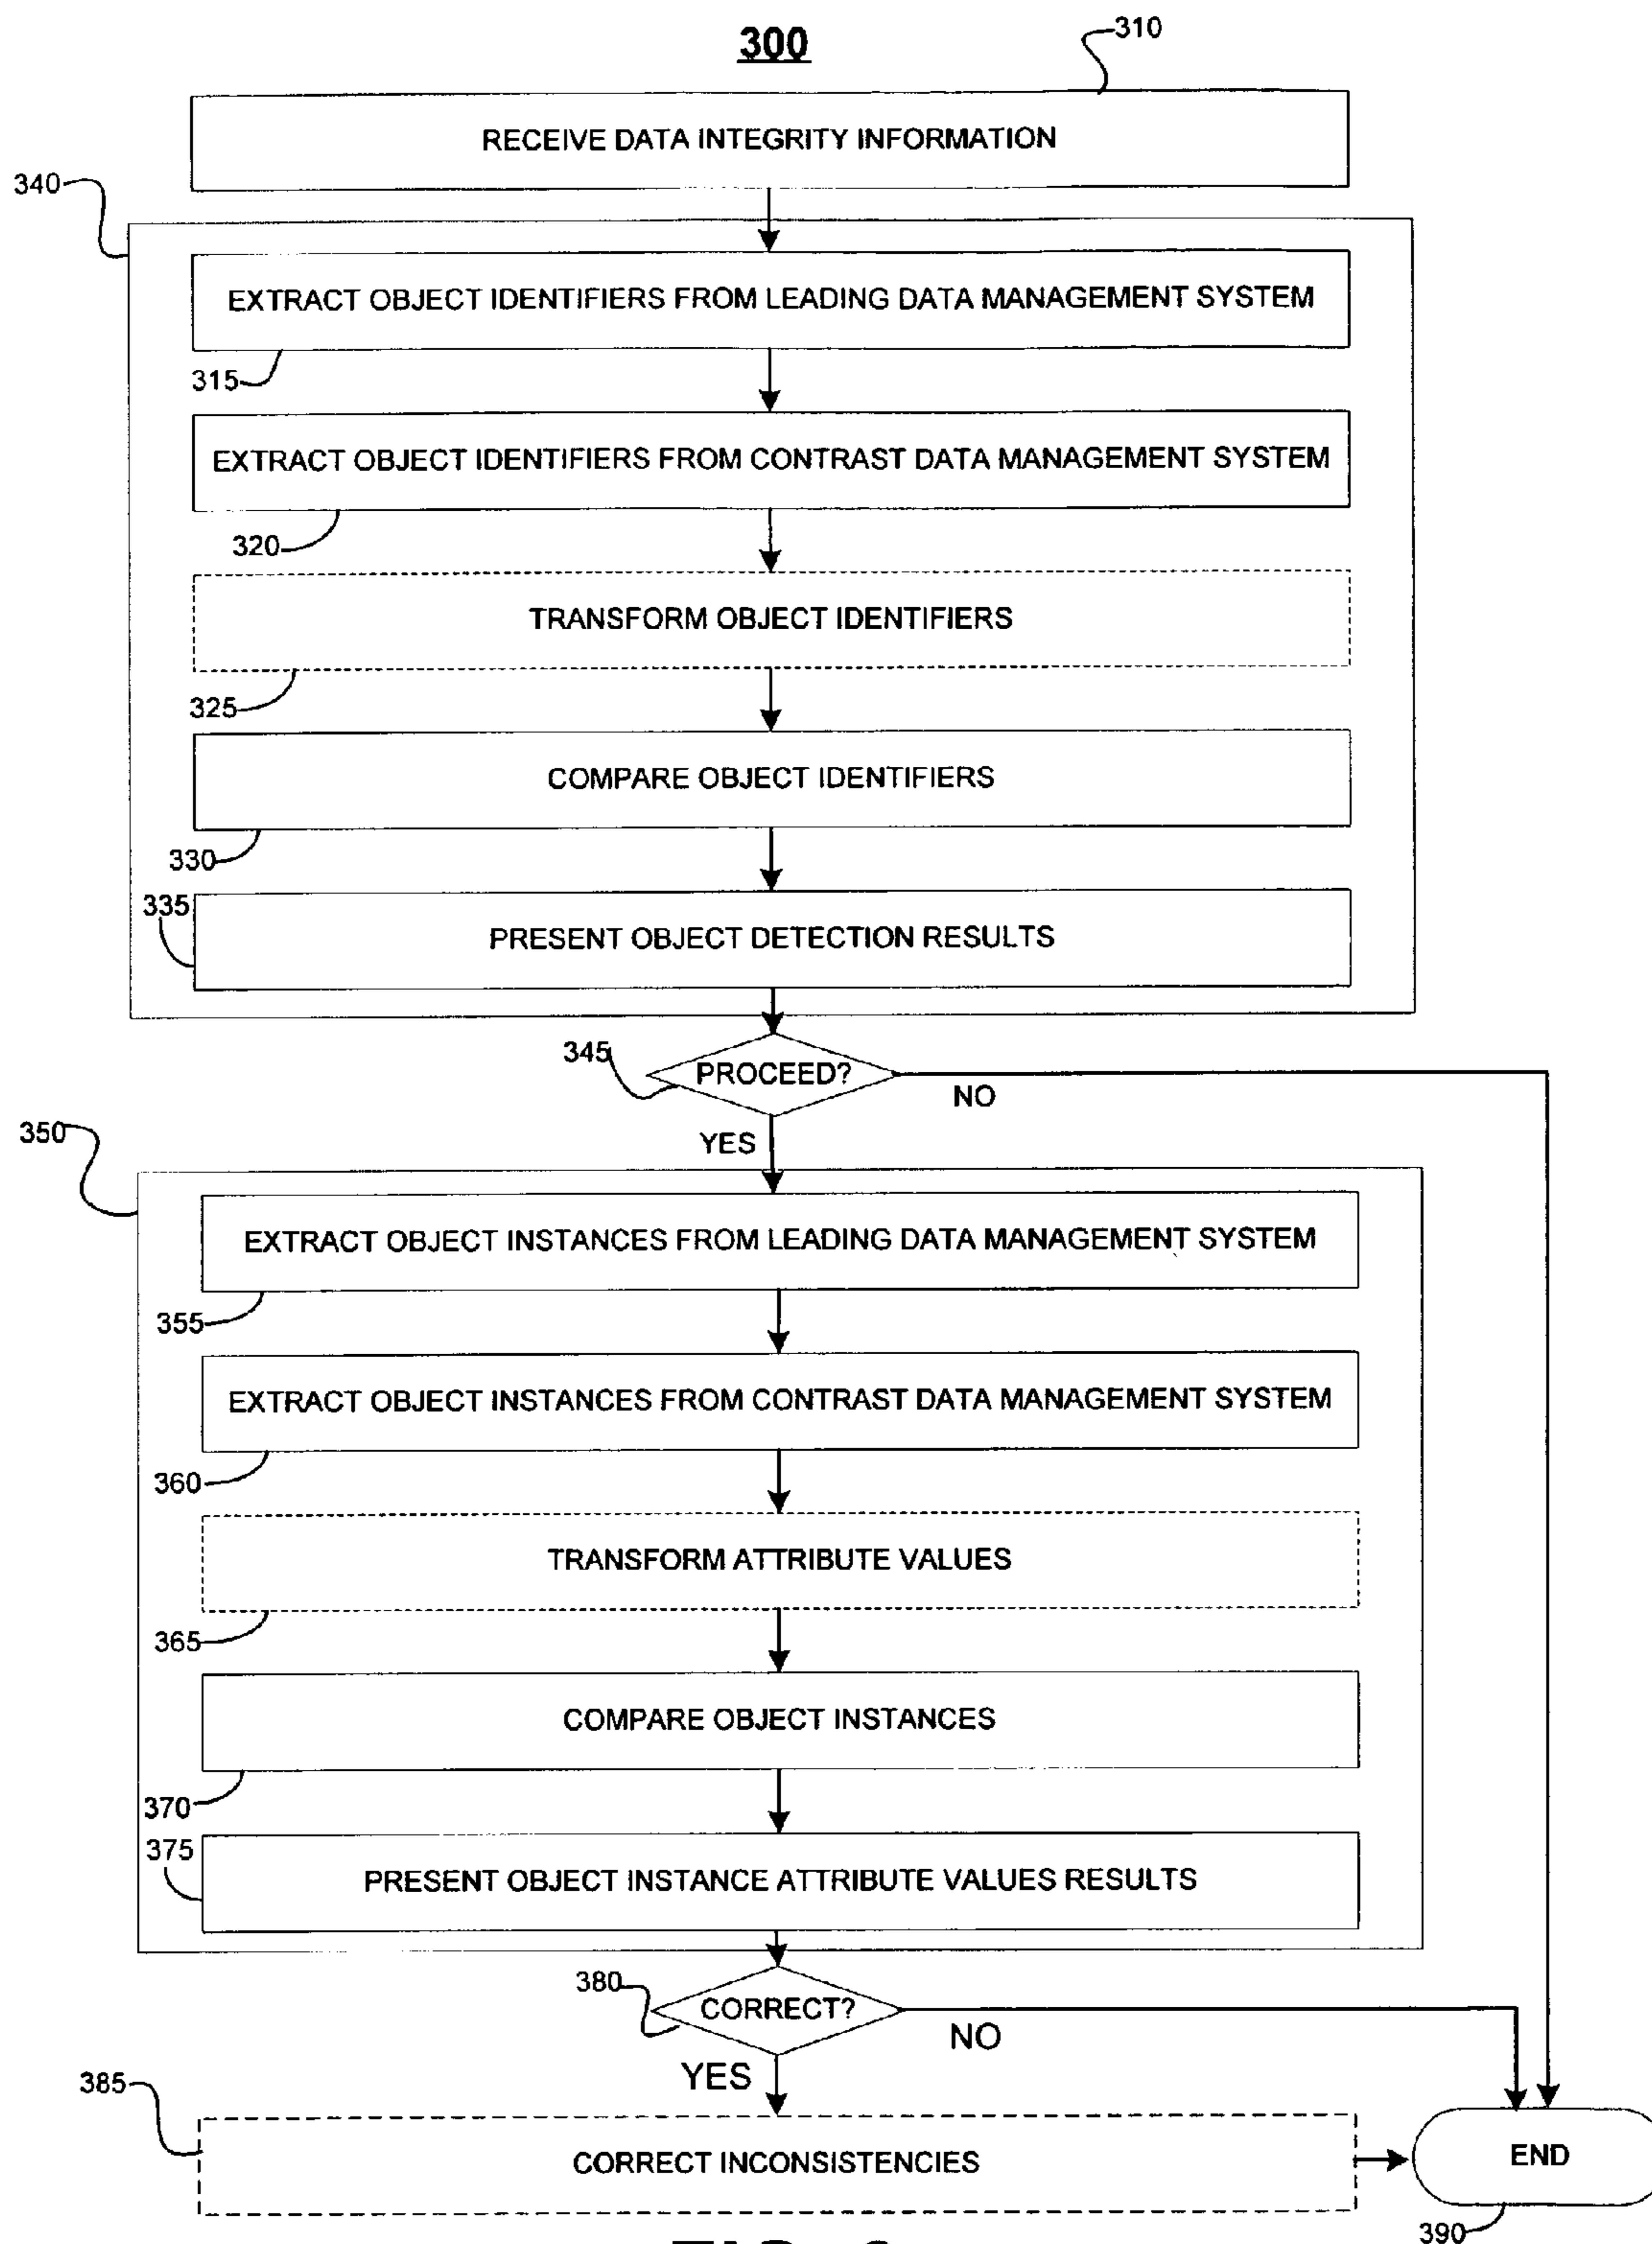 300
310
RECEIVE DATA INTEGRITY INFORMATION
340
EXTRACT OBJECT IDENTIFIERS FROM LEADING DATA MANAGEMENT SYSTEM
315
EXTRACT OBJECT IDENTIFIERS FROM CONTRAST DATA MANAGEMENT SYSTEM
320
TRANSFORM OBJECT IDENTIFIERS
325
COMPARE OBJECT IDENTIFIERS
330
335
PRESENT OBJECT DETECTION RESULTS
345
PROCEED?
NO
YES
350
EXTRACT OBJECT INSTANCES FROM LEADING DATA MANAGEMENT SYSTEM
355
EXTRACT OBJECT INSTANCES FROM CONTRAST DATA MANAGEMENT SYSTEM
360
TRANSFORM ATTRIBUTE VALUES
365
COMPARE OBJECT INSTANCES
370
375
PRESENT OBJECT INSTANCE ATTRIBUTE VALUES RESULTS
380
CORRECT?
NO
YES
385
CORRECT INCONSISTENCIES
END
390